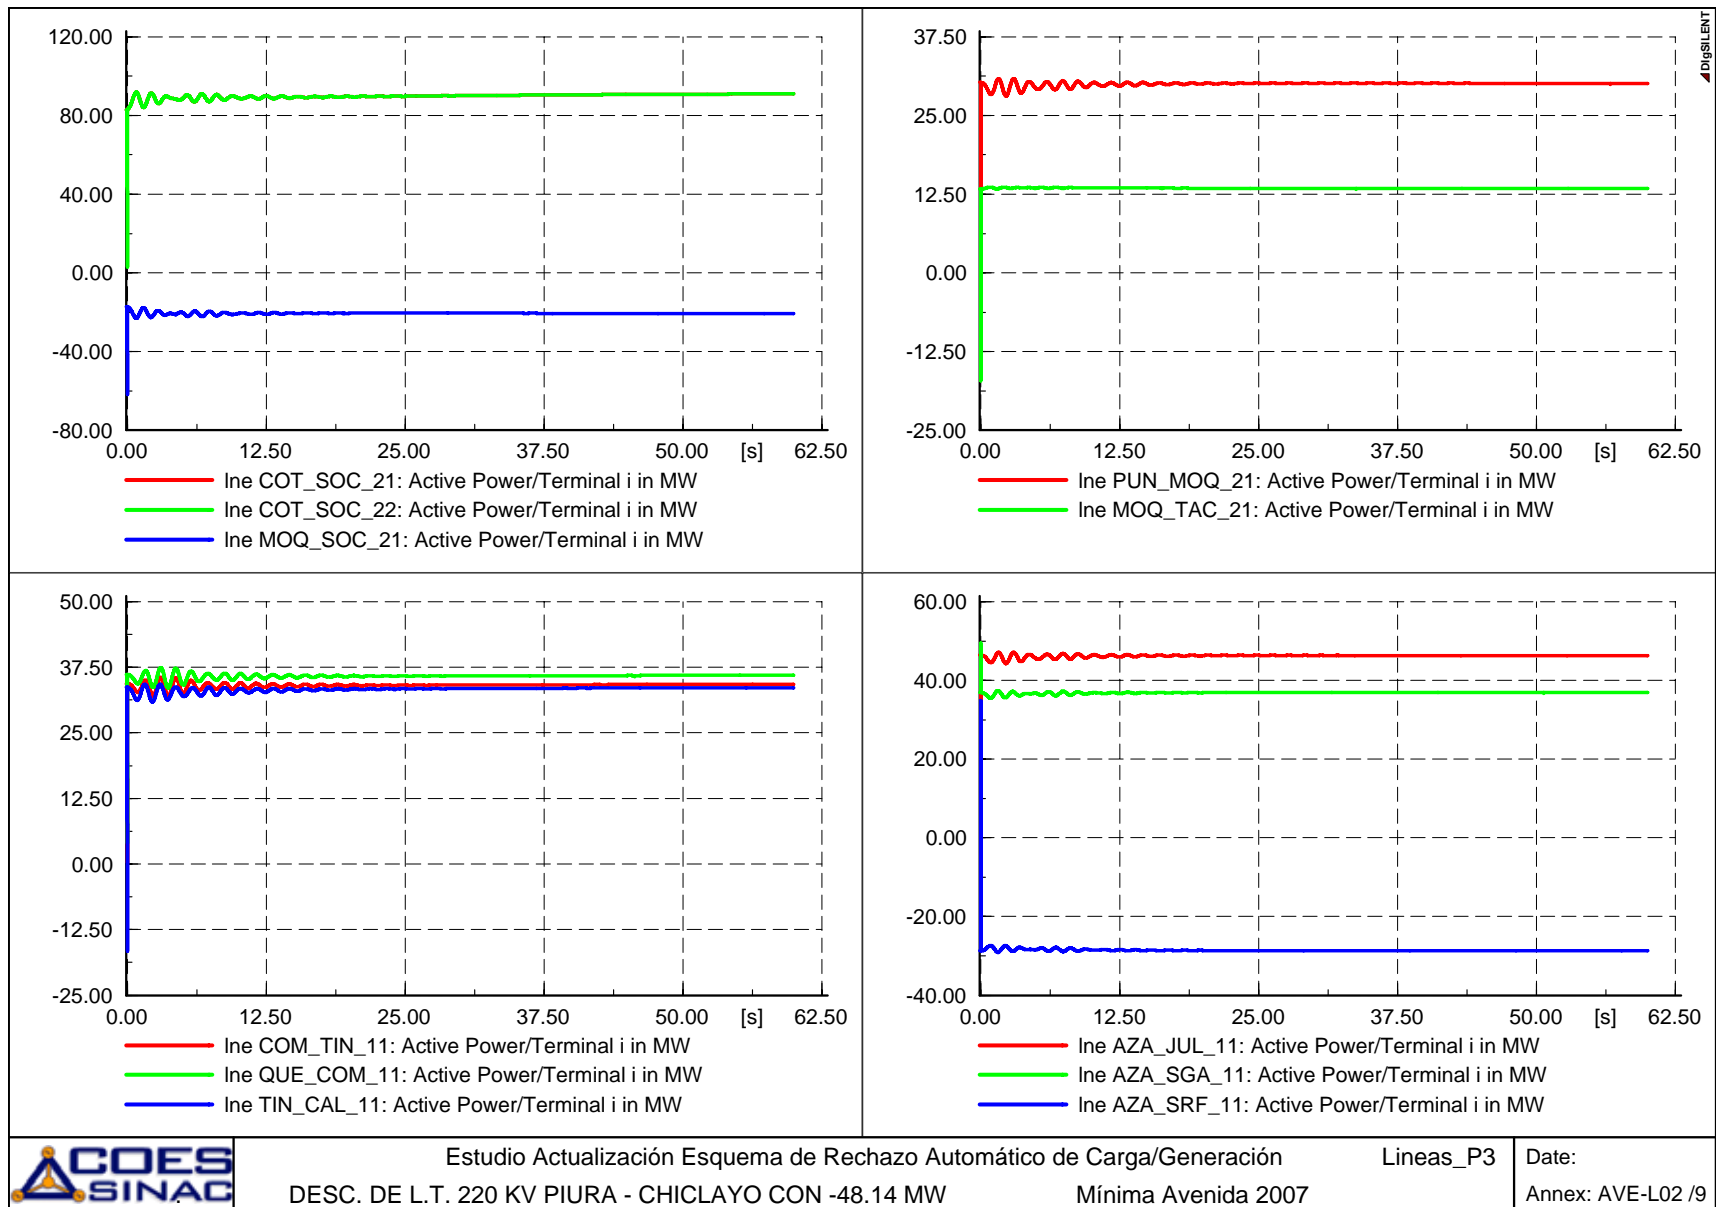 DIgSILENT
120.00
80.00
40.00
0.00
-40.00
-80.00
0.00 12.50 25.00 37.50 50.00 [s] 62.50
lne COT_SOC_21: Active Power/Terminal i in MW
lne COT_SOC_22: Active Power/Terminal i in MW
lne MOQ_SOC_21: Active Power/Terminal i in MW
37.50
25.00
12.50
0.00
-12.50
-25.00
0.00 12.50 25.00 37.50 50.00 [s] 62.50
lne PUN_MOQ_21: Active Power/Terminal i in MW
lne MOQ_TAC_21: Active Power/Terminal i in MW
50.00
37.50
25.00
12.50
0.00
-12.50
-25.00
0.00 12.50 25.00 37.50 50.00 [s] 62.50
lne COM_TIN_11: Active Power/Terminal i in MW
lne QUE_COM_11: Active Power/Terminal i in MW
lne TIN_CAL_11: Active Power/Terminal i in MW
60.00
40.00
20.00
0.00
-20.00
-40.00
0.00 12.50 25.00 37.50 50.00 [s] 62.50
lne AZA_JUL_11: Active Power/Terminal i in MW
lne AZA_SGA_11: Active Power/Terminal i in MW
lne AZA_SRF_11: Active Power/Terminal i in MW
COES
SINAC
Estudio Actualización Esquema de Rechazo Automático de Carga/Generación Lineas_P3
DESC. DE L.T. 220 KV PIURA - CHICLAYO CON -48.14 MW Mínima Avenida 2007
Date:
Annex: AVE-L02 /9